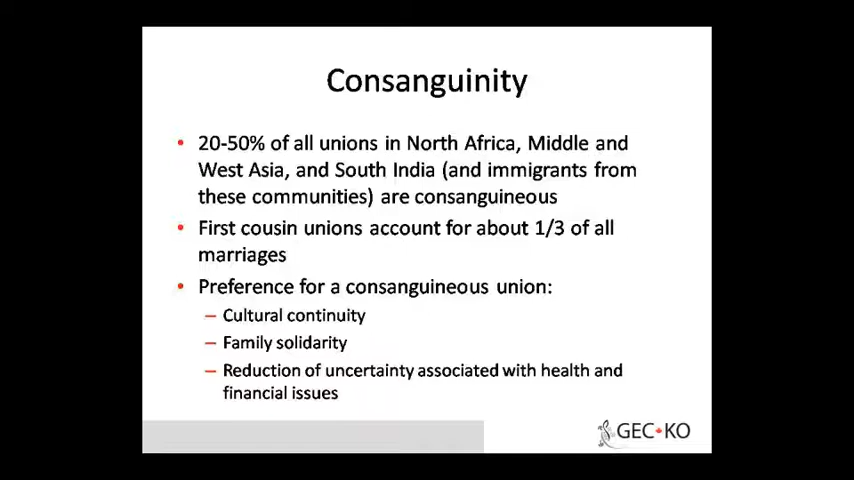 Consanguinity
• 20-50% of all unions in North Africa, Middle and
West Asia, and South India (and immigrants from
these communities) are consanguineous
• First cousin unions account for about 1/3 of all
marriages
• Preference for a consanguineous union:
– Cultural continuity
– Family solidarity
– Reduction of uncertainty associated with health and
financial issues
GEC•KO